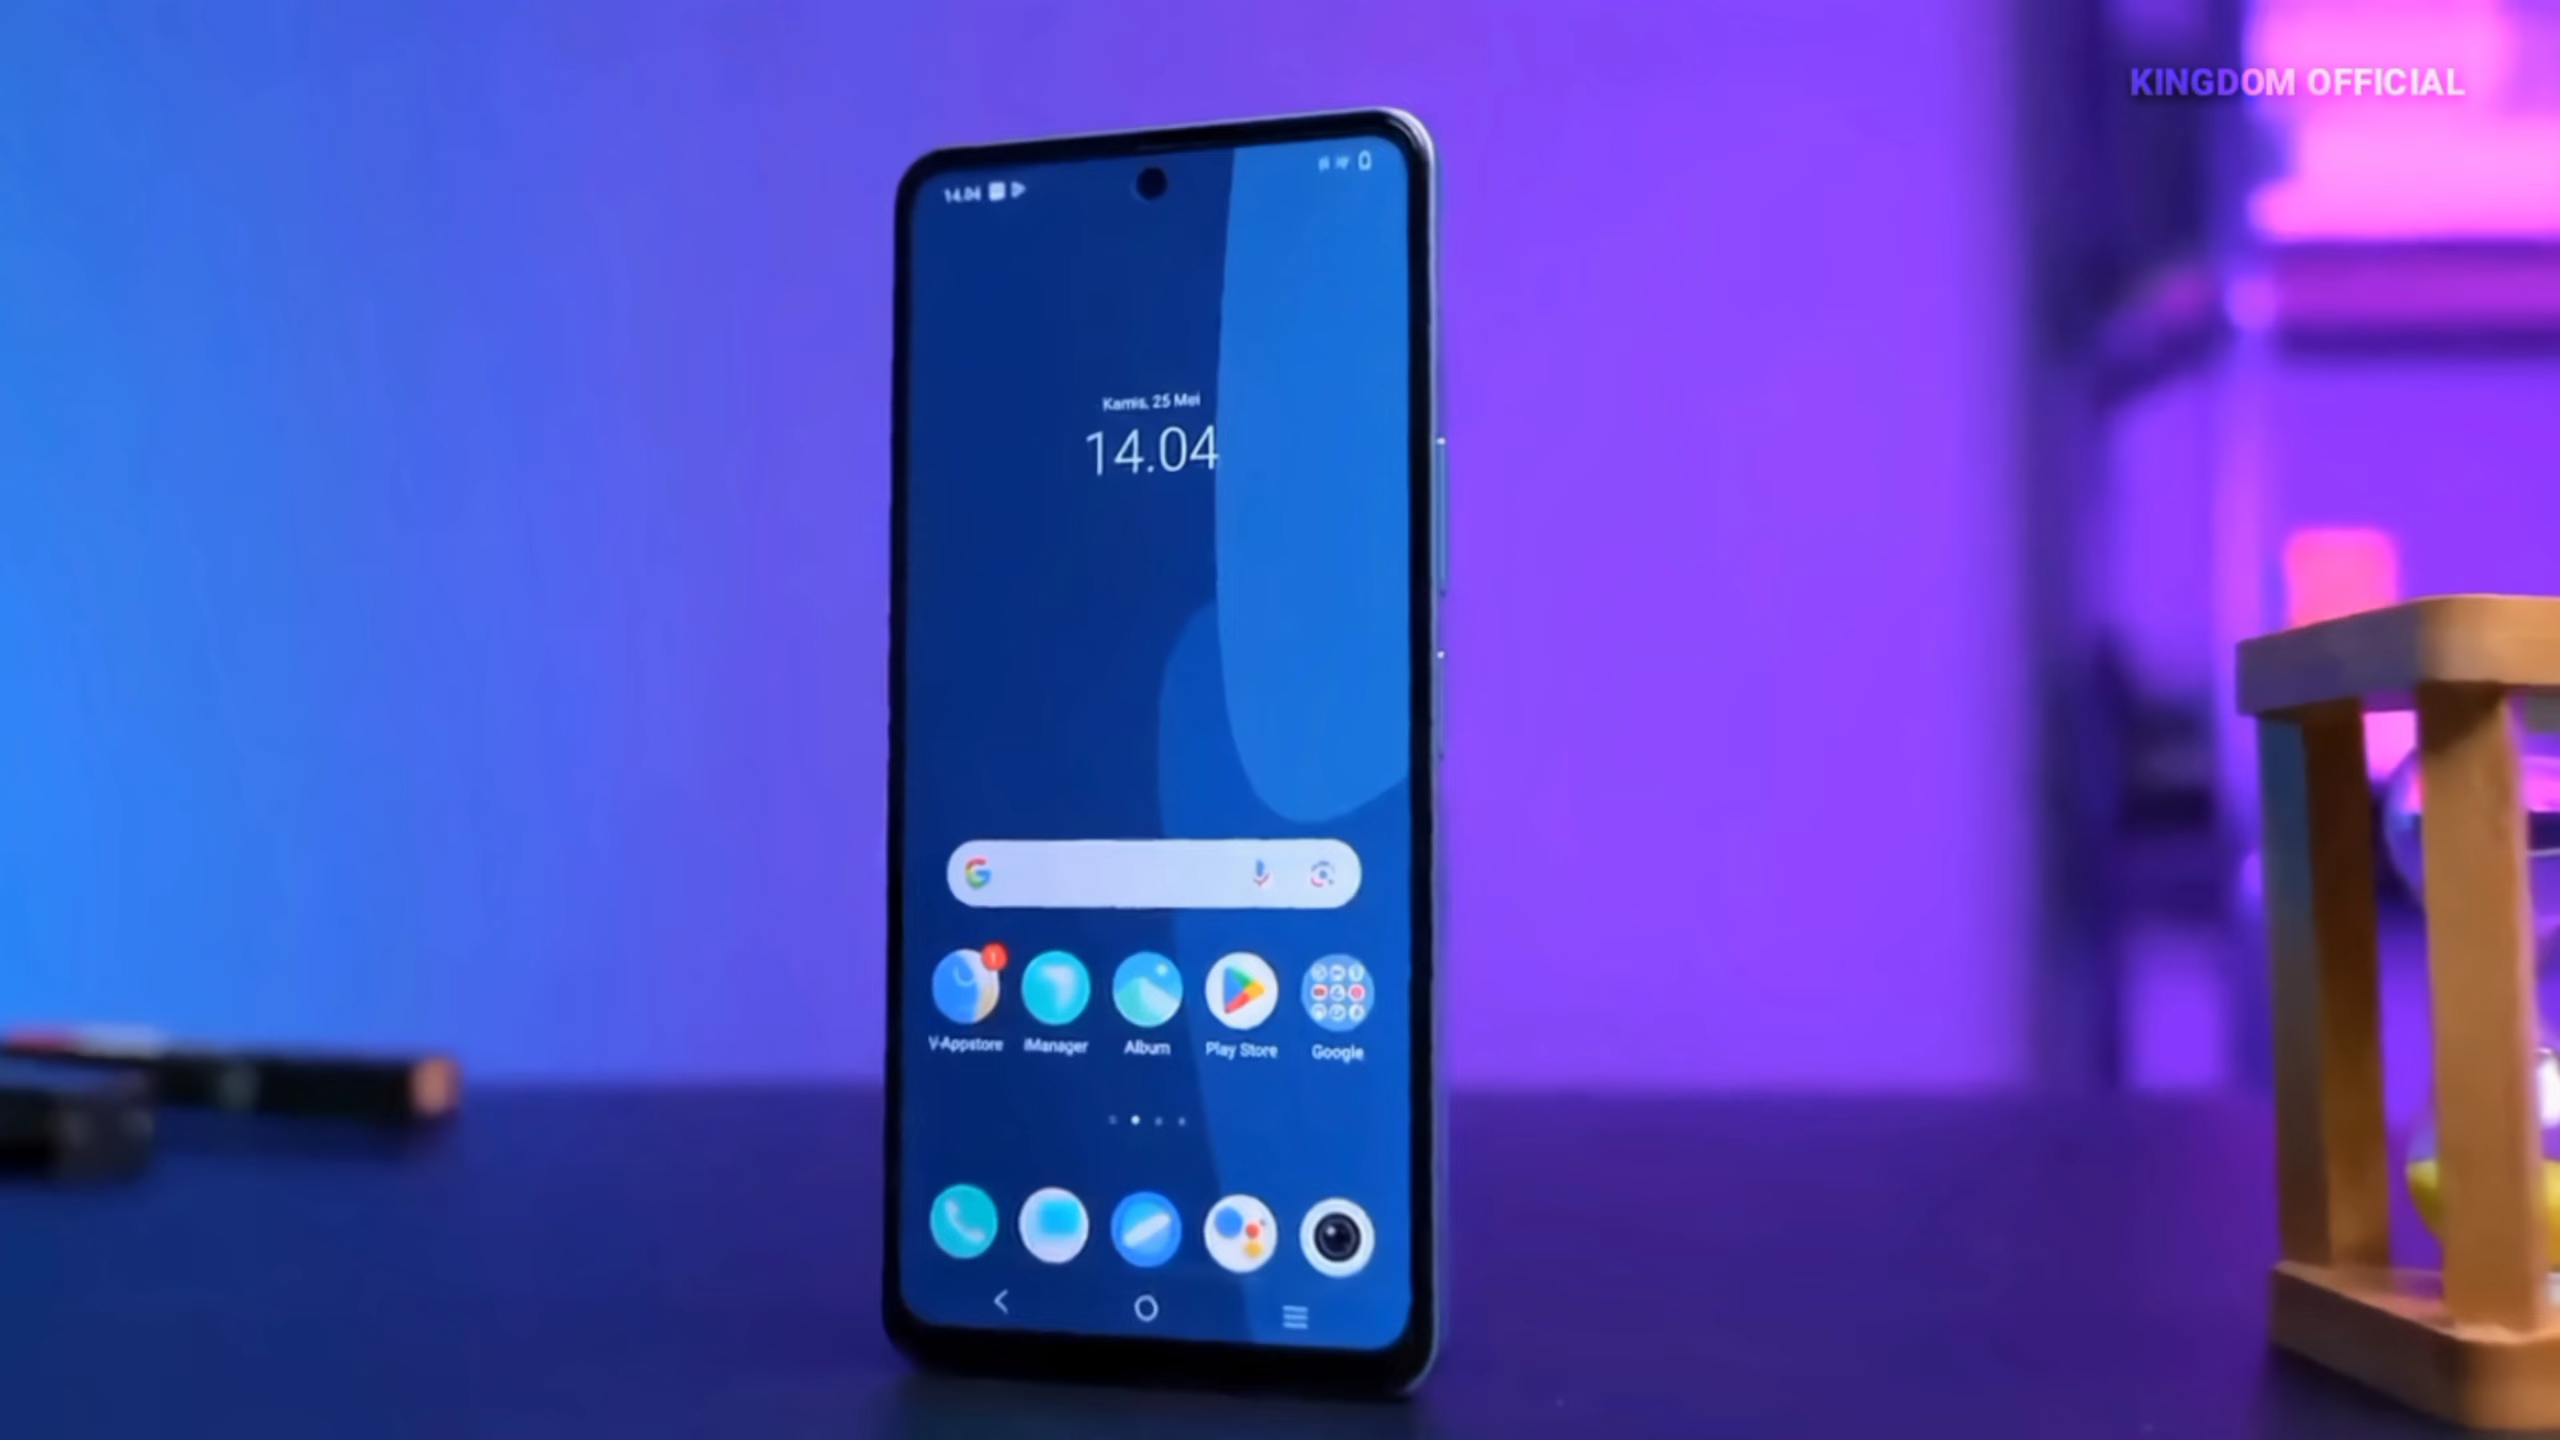 KINGDOM OFFICIAL
14.04
Kamis, 25 Mei
14.04
V-Appstore iManager Album Play Store Google